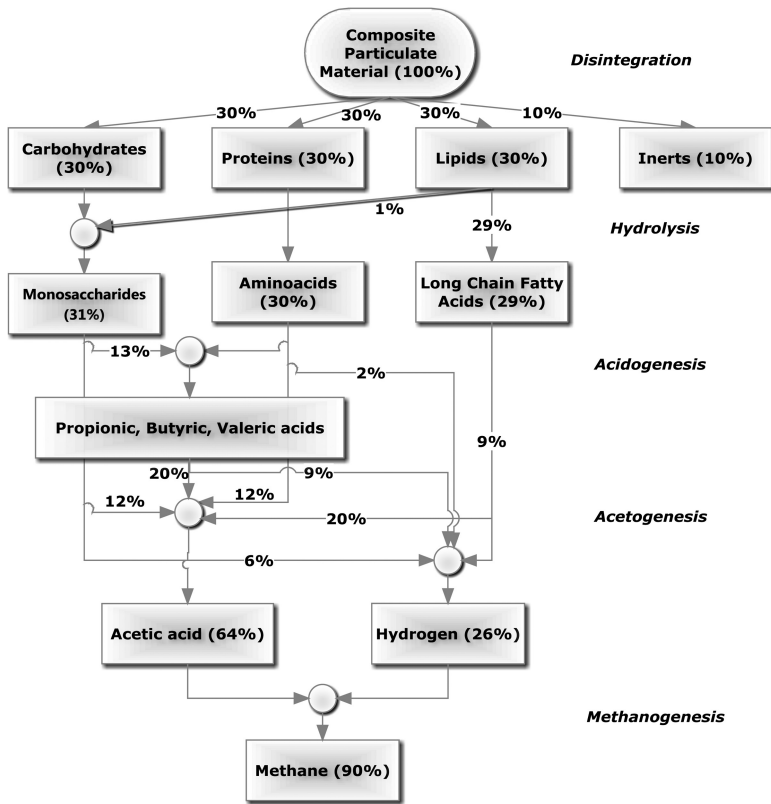 Composite
Particulate
Material (100%)
Disintegration
30%
30%
30%
10%
Carbohydrates
(30%)
Proteins (30%)
Lipids (30%)
Inerts (10%)
1%
29%
Hydrolysis
Monosaccharides
(31%)
Aminoacids
(30%)
Long Chain Fatty
Acids (29%)
13%
2%
Acidogenesis
Propionic, Butyric, Valeric acids
9%
20%
9%
12%
12%
20%
Acetogenesis
6%
Acetic acid (64%)
Hydrogen (26%)
Methanogenesis
Methane (90%)